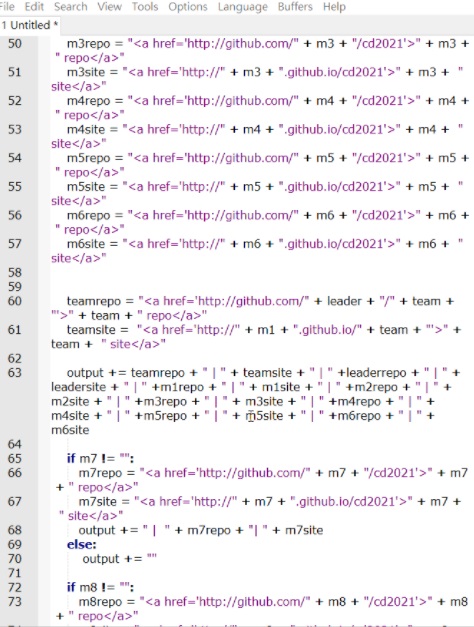 File Edit Search View Tools Options Language Buffers Help
1 Untitled *
50 m3repo = "<a href='http://github.com/" + m3 + "/cd2021'>" + m3 +
" repo</a>"
51 m3site = "<a href='http://" + m3 + ".github.io/cd2021'>" + m3 + "
site</a>"
52 m4repo = "<a href='http://github.com/" + m4 + "/cd2021'>" + m4 +
" repo</a>"
53 m4site = "<a href='http://" + m4 + ".github.io/cd2021'>" + m4 + "
site</a>"
54 m5repo = "<a href='http://github.com/" + m5 + "/cd2021'>" + m5 +
" repo</a>"
55 m5site = "<a href='http://" + m5 + ".github.io/cd2021'>" + m5 + "
site</a>"
56 m6repo = "<a href='http://github.com/" + m6 + "/cd2021'>" + m6 +
" repo</a>"
57 m6site = "<a href='http://" + m6 + ".github.io/cd2021'>" + m6 + "
site</a>"
58
59
60 teamrepo = "<a href='http://github.com/" + leader + "/" + team +
"'>" + team + " repo</a>"
61 teamsite = "<a href='http://" + m1 + ".github.io/" + team + "'>" +
team + " site</a>"
62
63 output += teamrepo + " | " + teamsite + " | " +leaderrepo + " | " +
leadersite + " | " +m1repo + " | " + m1site + " | " +m2repo + " | " +
m2site + " | " +m3repo + " | " + m3site + " | " +m4repo + " | " +
m4site + " | " +m5repo + " | " + m5site + " | " +m6repo + " | " +
m6site
64
65 if m7 != "":
66 m7repo = "<a href='http://github.com/" + m7 + "/cd2021'>" + m7
+ " repo</a>"
67 m7site = "<a href='http://" + m7 + ".github.io/cd2021'>" + m7 +
" site</a>"
68 output += " | " + m7repo + "| " + m7site
69 else:
70 output += ""
71
72 if m8 != "":
73 m8repo = "<a href='http://github.com/" + m8 + "/cd2021'>" + m8
+ " repo</a>"